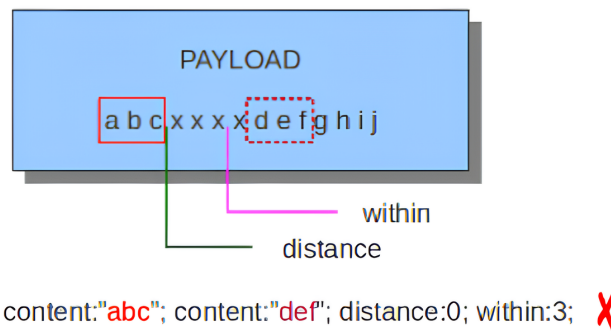 PAYLOAD
a b c x x x x d e f g h i j
within
distance
content:"abc"; content:"def"; distance:0; within:3; X